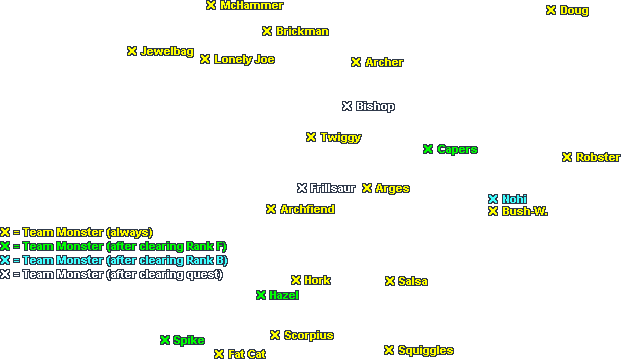 × McHammer
× Doug
× Brickman
× Jewelbag
× Lonely Joe
× Archer
× Bishop
× Twiggy
× Capers
× Robster
× Frillsaur
× Arges
× Nohi
× Archfiend
× Bush-W.
× = Team Monster (always)
× = Team Monster (after clearing Rank F)
× = Team Monster (after clearing Rank B)
× = Team Monster (after clearing quest)
× Hork
× Salsa
× Hazel
× Scorpius
× Spike
× Fat Cat
× Squiggles